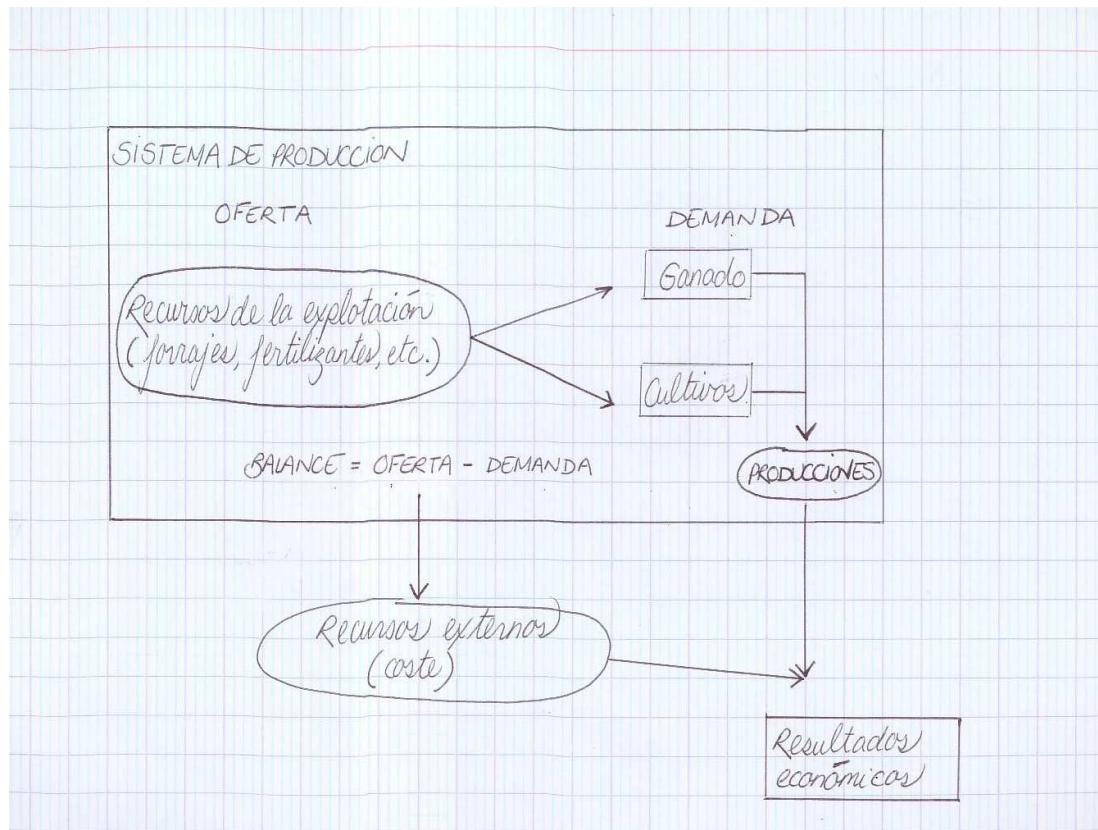 SISTEMA DE PRODUCCIÓN
OFERTA
DEMANDA
Recursos de la explotación
(forrajes, fertilizantes, etc.)
Ganado
Cultivos
BALANCE = OFERTA - DEMANDA
PRODUCCIONES
Recursos externos
(coste)
Resultados
económicos